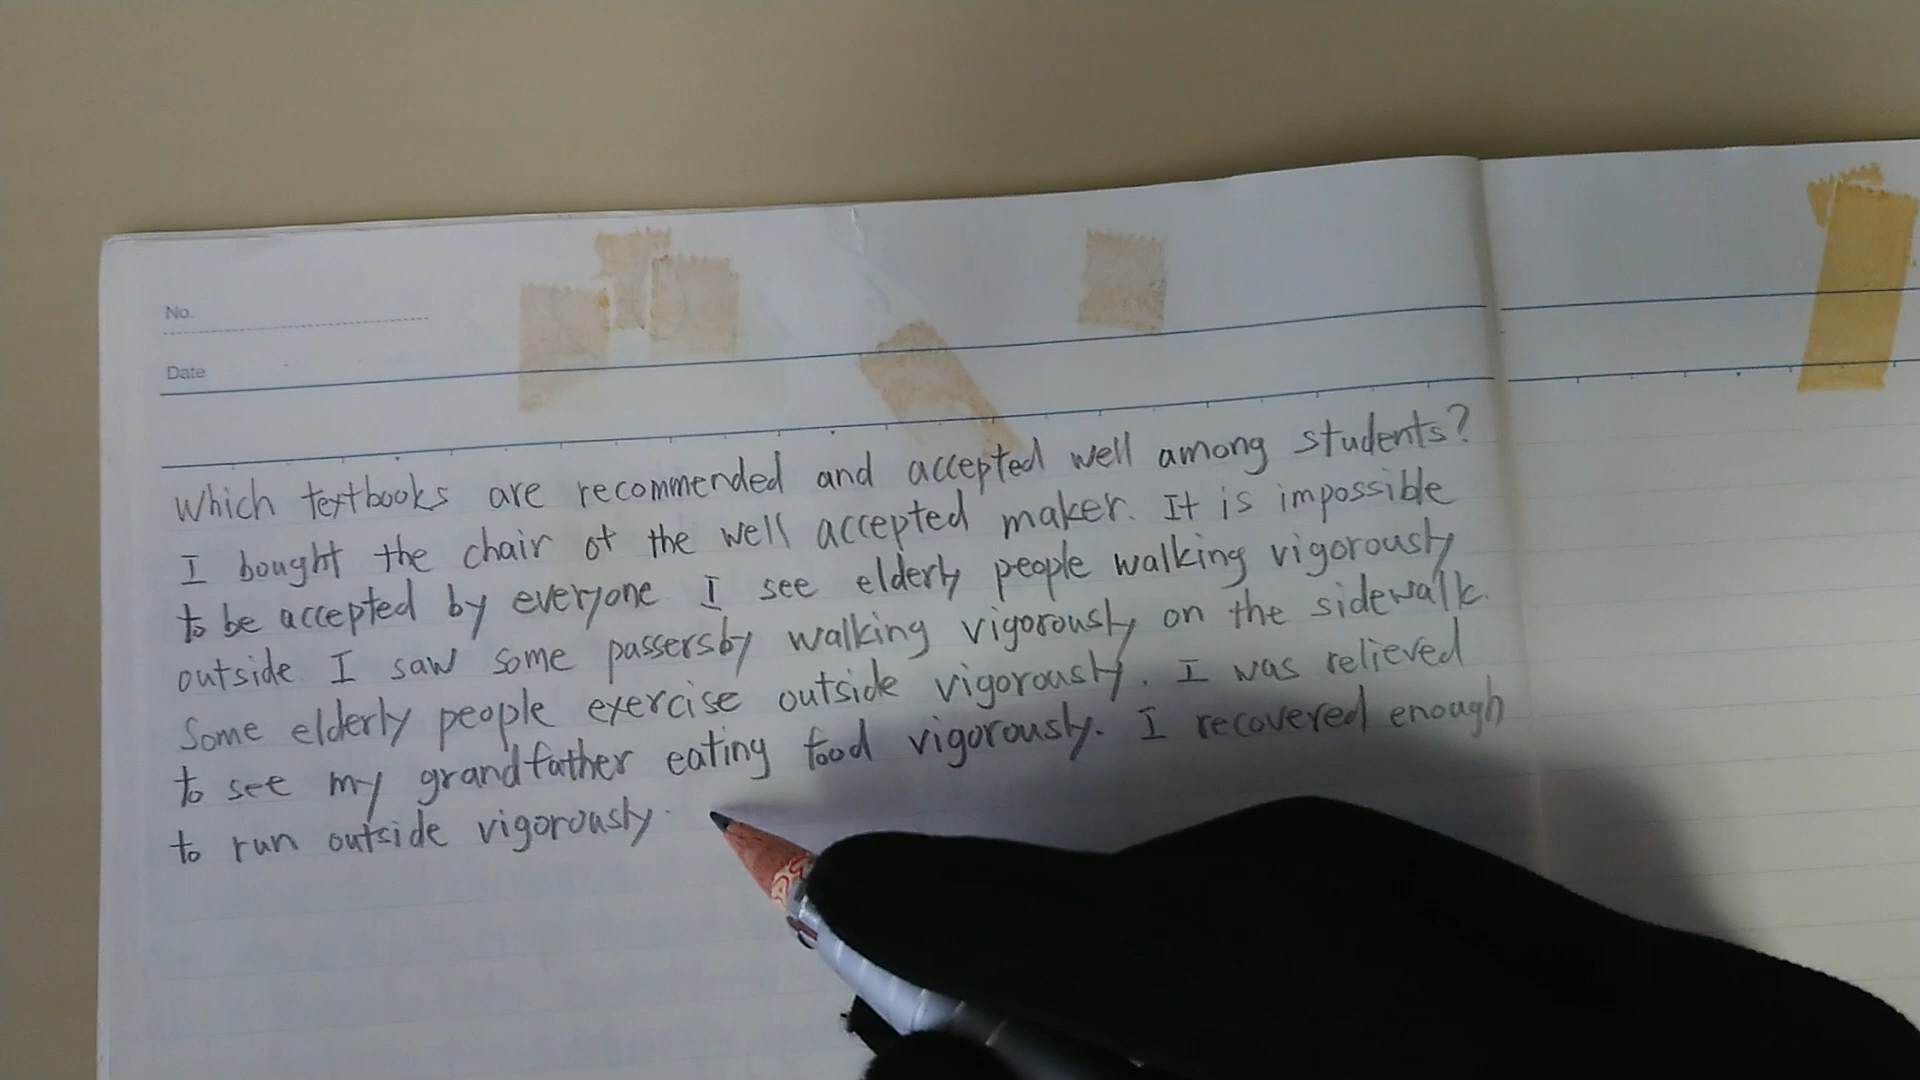 No.
Date
Which textbooks are recommended and accepted well among students?
I bought the chair of the well accepted maker. It is impossible
to be accepted by everyone. I see elderly people walking vigorously
outside. I saw some passersby walking vigorously on the sidewalk.
Some elderly people exercise outside vigorously. I was relieved
to see my grandfather eating food vigorously. I recovered enough
to run outside vigorously.